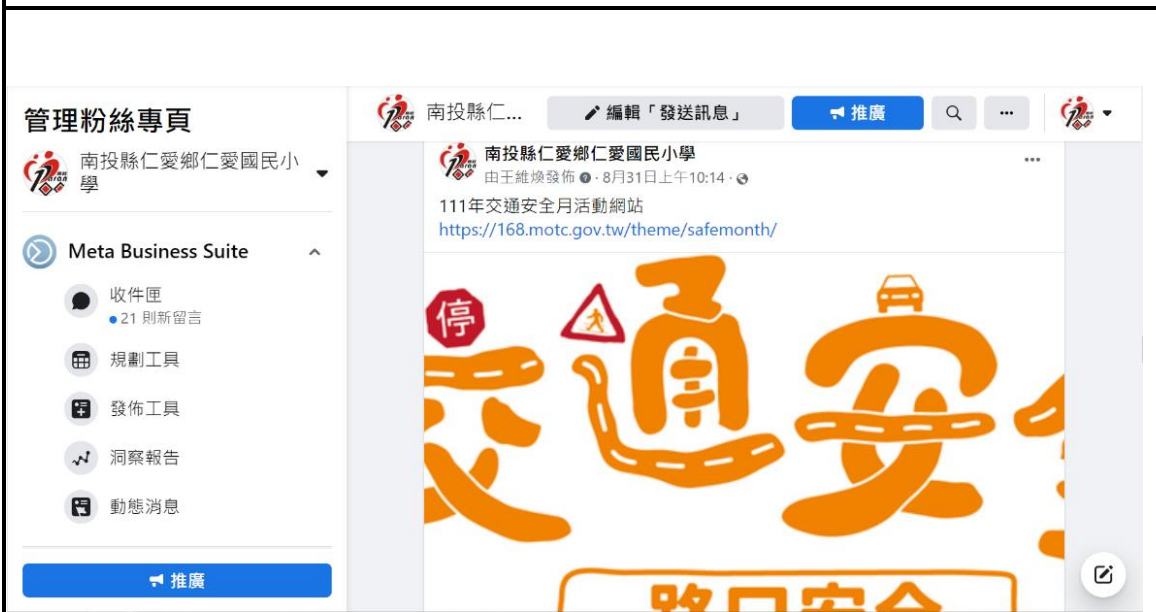 管理粉絲專頁
南投縣仁愛鄉仁愛國民小
學
Meta Business Suite
收件匣
21 則新留言
規劃工具
發佈工具
洞察報告
動態消息
推廣
南投縣仁...
編輯「發送訊息」
推廣
南投縣仁愛鄉仁愛國民小學
由王維煥發佈 · 8月31日上午10:14 ·
111年交通安全月活動網站
https://168.motc.gov.tw/theme/safemonth/
停
交通安全
路口安全